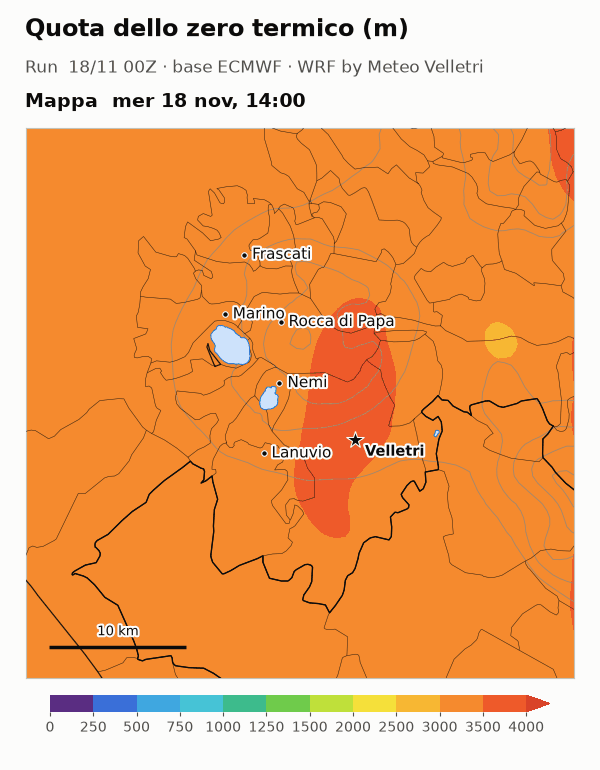 Quota dello zero termico (m)
Run  18/11 00Z · base ECMWF · WRF by Meteo Velletri
Mappa  mer 18 nov, 14:00
Frascati
Marino
Rocca di Papa
Nemi
Velletri
Lanuvio
10 km
0 250 500 750 1000 1250 1500 2000 2500 3000 3500 4000